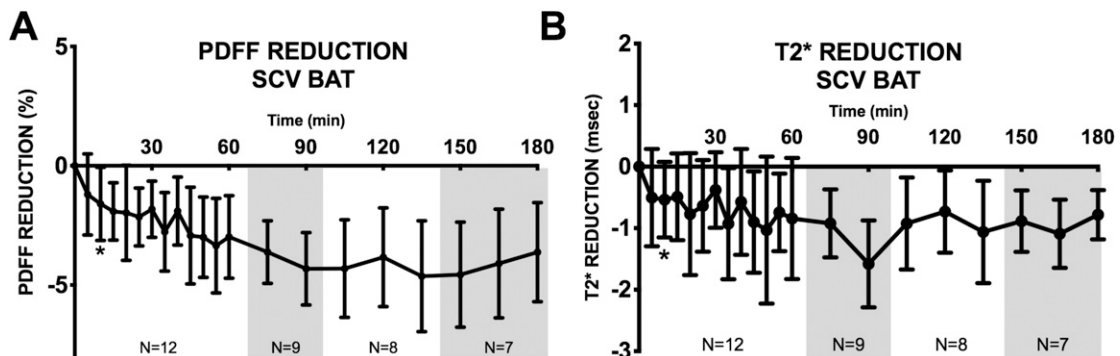 A
PDFF REDUCTION
SCV BAT
Time (min)
30 60 90 120 150 180
5
0
-5
PDFF REDUCTION (%)
*
N=12 N=9 N=8 N=7
B
T2* REDUCTION
SCV BAT
Time (min)
30 60 90 120 150 180
2
1
0
-1
-2
-3
T2* REDUCTION (msec)
*
N=12 N=9 N=8 N=7